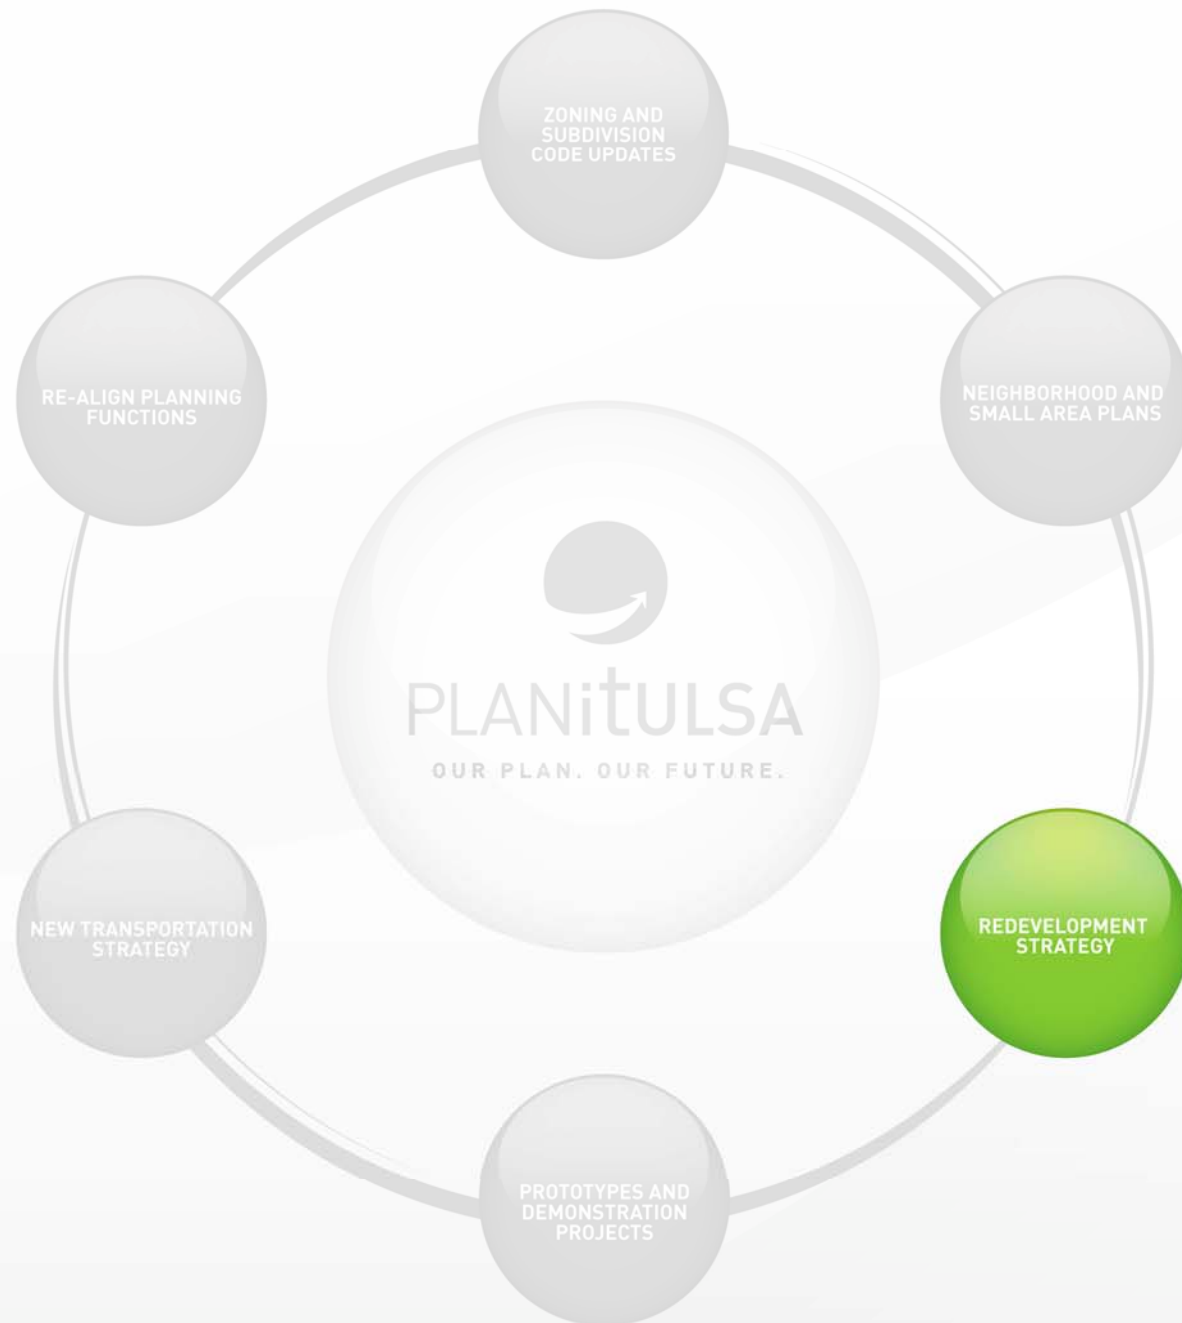 ZONING AND
SUBDIVISION
CODE UPDATES
RE-ALIGN PLANNING
FUNCTIONS
NEIGHBORHOOD AND
SMALL AREA PLANS
PLANiTULSA
OUR PLAN. OUR FUTURE.
NEW TRANSPORTATION
STRATEGY
REDEVELOPMENT
STRATEGY
PROTOTYPES AND
DEMONSTRATION
PROJECTS